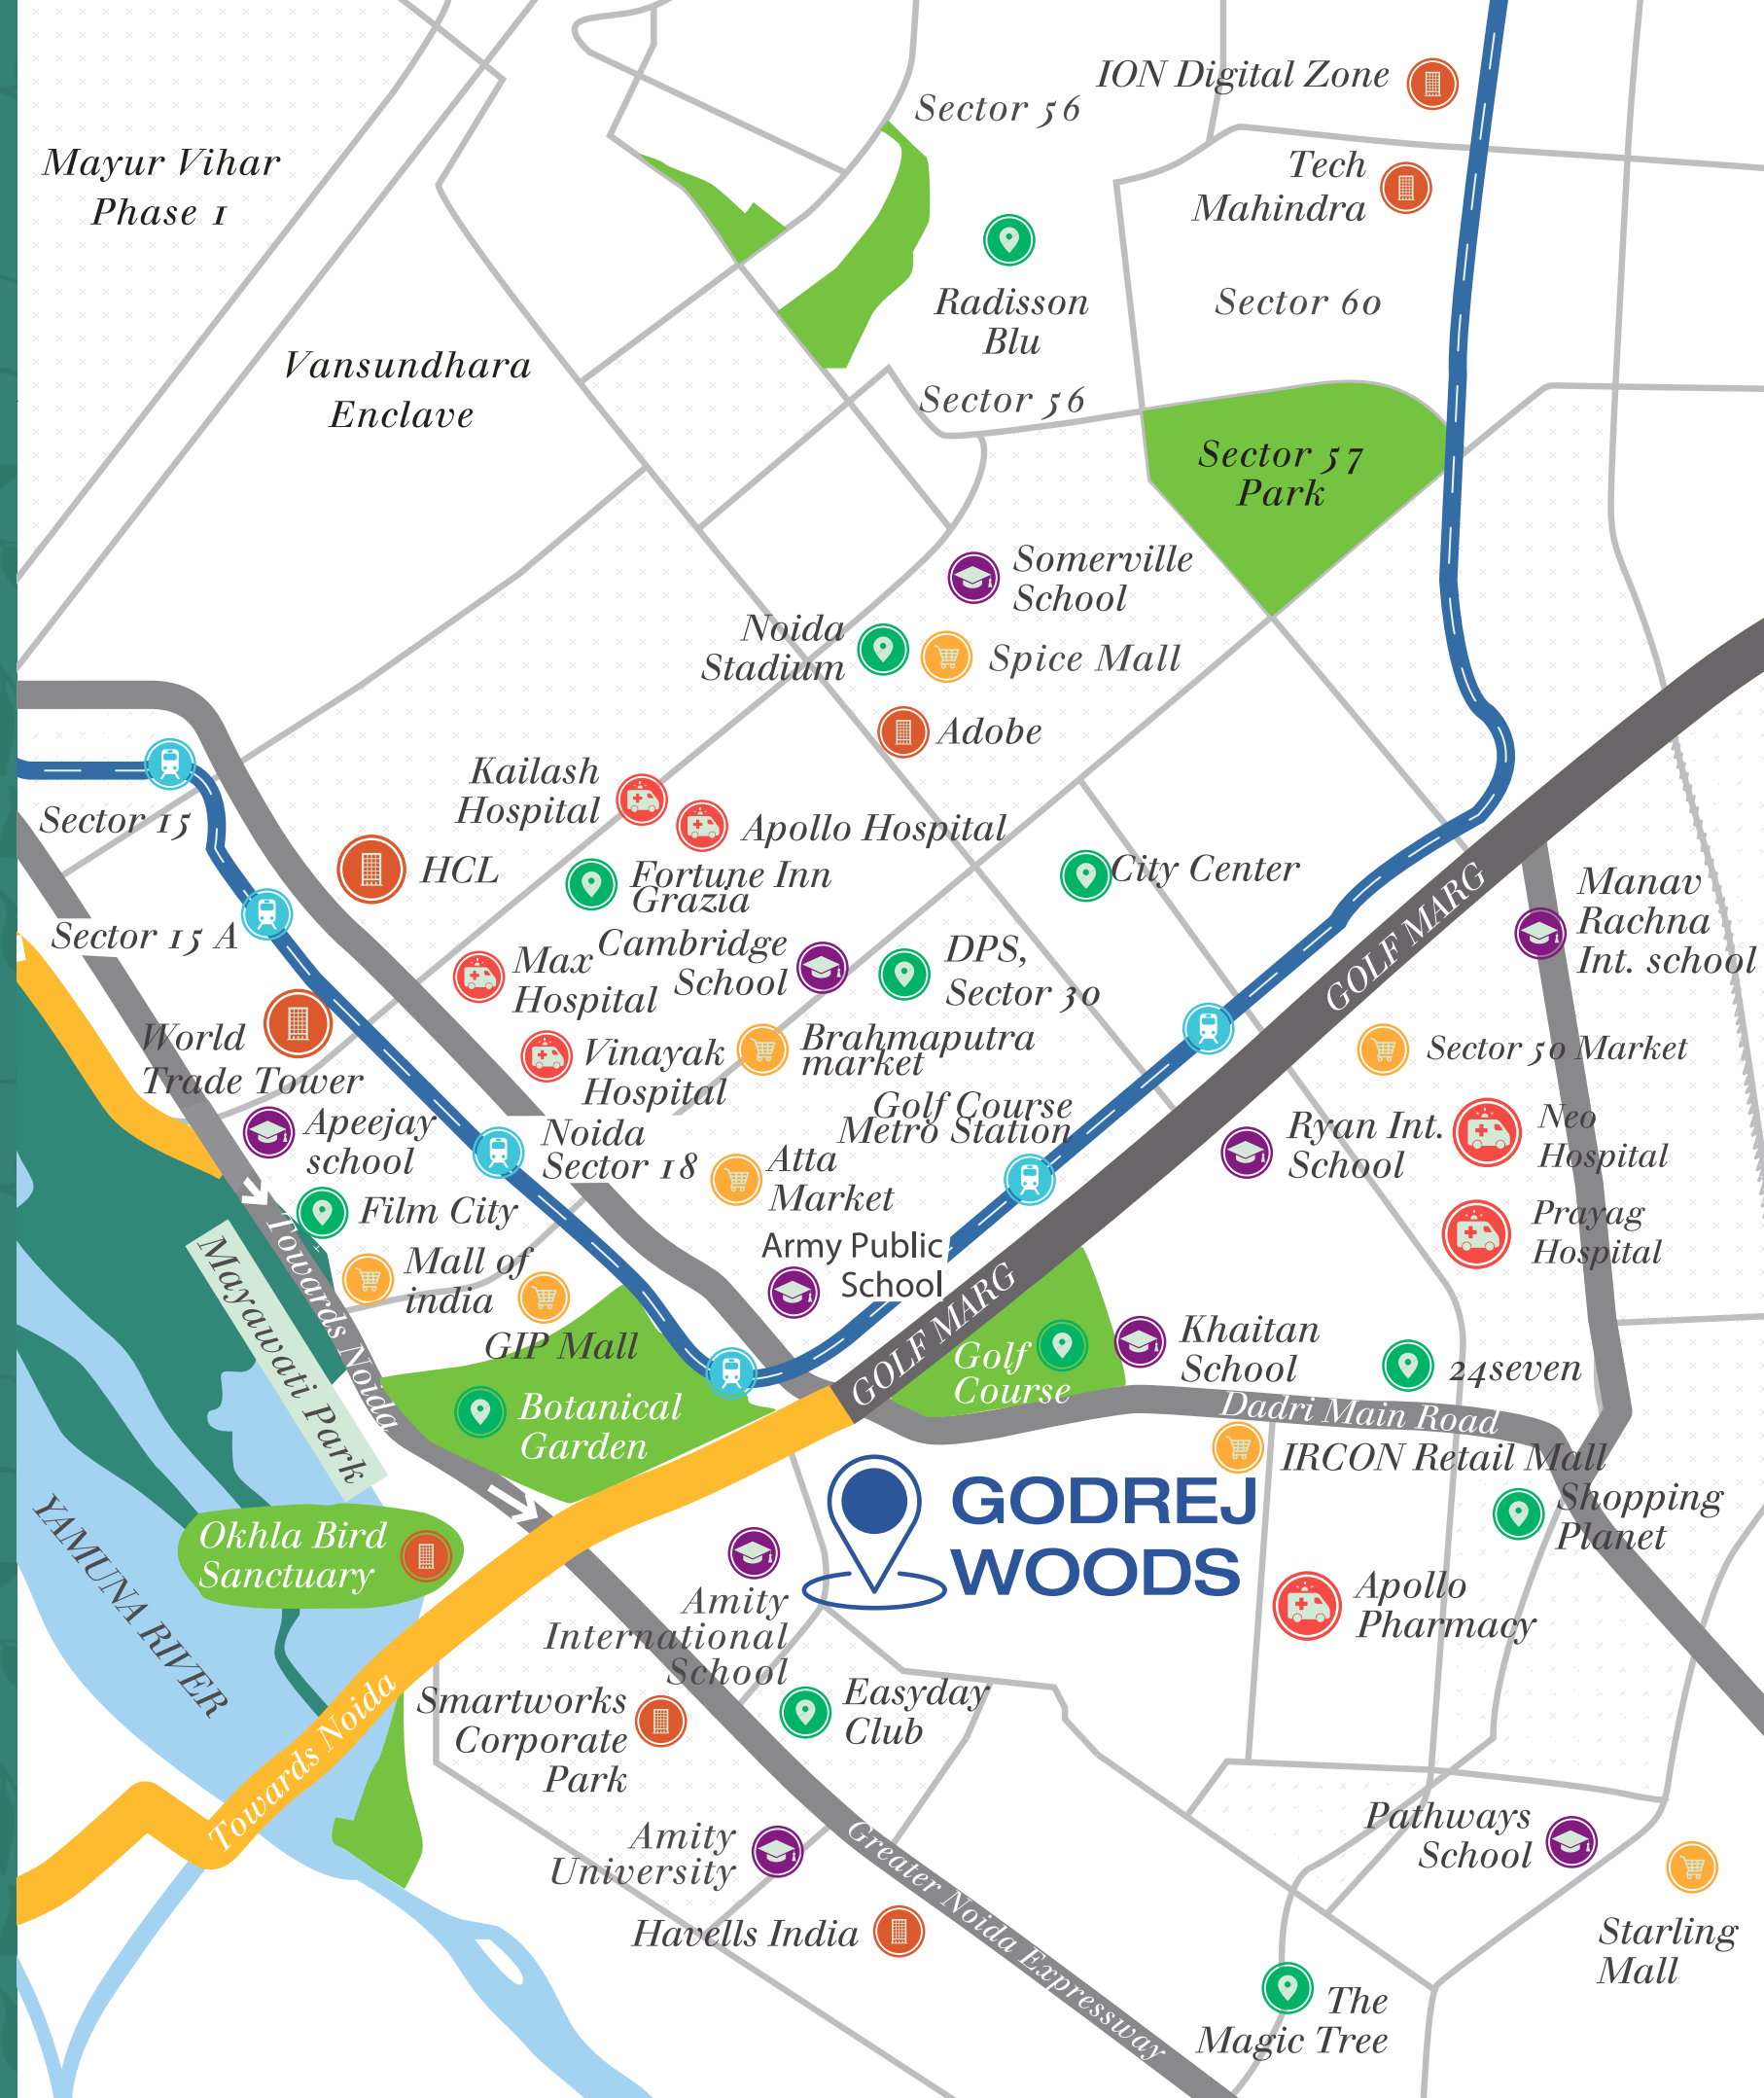 ION Digital Zone
Sector 56
Mayur Vihar
Phase 1
Tech
Mahindra
Radisson
Blu
Sector 60
Vansundhara
Enclave
Sector 56
Sector 57
Park
Somerville
School
Noida
Stadium
Spice Mall
Adobe
Kailash
Hospital
Apollo Hospital
Sector 15
HCL
Fortune Inn
Grazia
City Center
GOLF MARG
Manav
Rachna
Int. school
Sector 15 A
Max
Hospital
Cambridge
School
DPS,
Sector 30
World
Trade Tower
Vinayak
Hospital
Brahmaputra
market
Sector 50 Market
Golf Course
Metro Station
Apeejay
school
Noida
Sector 18
Atta
Market
Ryan Int.
School
Neo
Hospital
Film City
Prayag
Hospital
Towards Noida
Mayawati Park
Mall of
india
GIP Mall
Army Public
School
GOLF MARG
Golf
Course
Khaitan
School
24seven
Botanical
Garden
Dadri Main Road
IRCON Retail Mall
GODREJ
WOODS
Shopping
Planet
YAMUNA RIVER
Okhla Bird
Sanctuary
Amity
International
School
Apollo
Pharmacy
Towards Noida
Smartworks
Corporate
Park
Easyday
Club
Amity
University
Greater Noida Expressway
Pathways
School
Havells India
Starling
Mall
The
Magic Tree